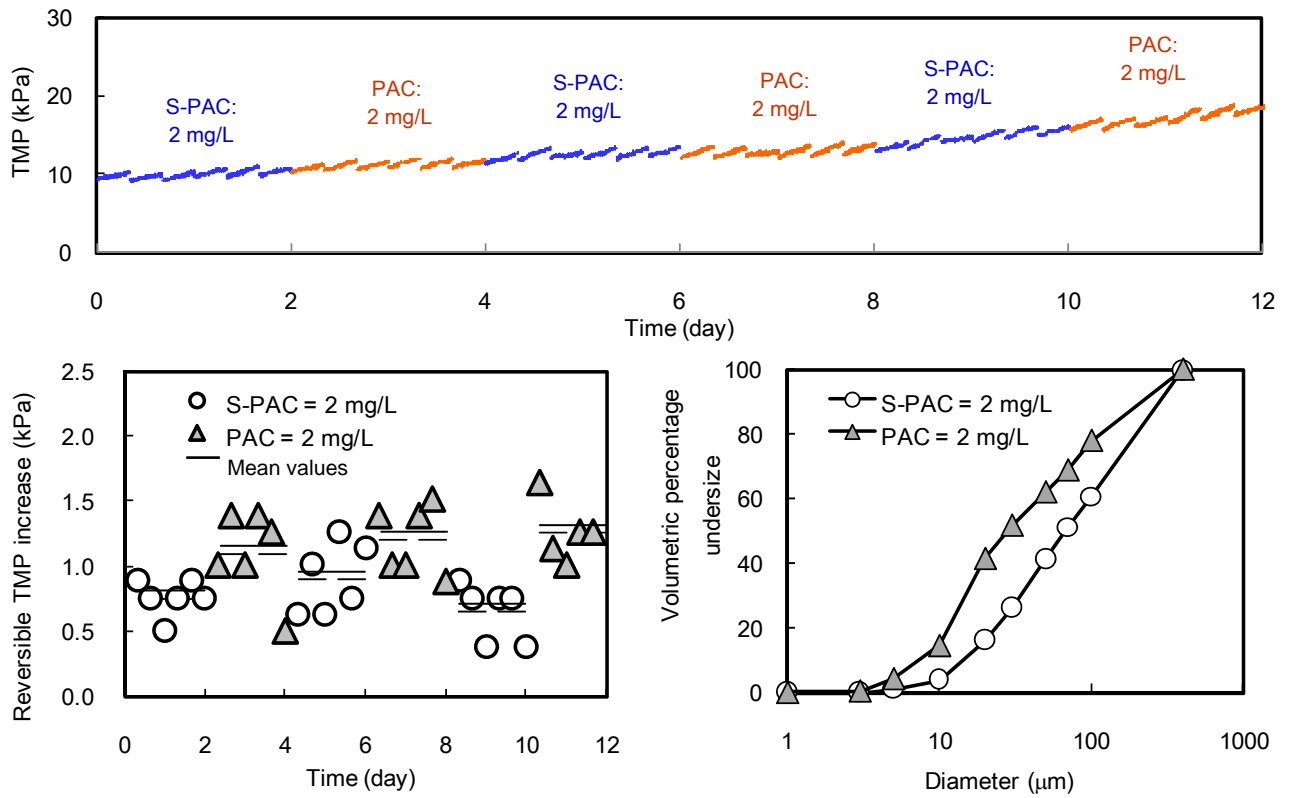 TMP (kPa)
30
20
10
0
S-PAC:
2 mg/L
PAC:
2 mg/L
S-PAC:
2 mg/L
PAC:
2 mg/L
S-PAC:
2 mg/L
PAC:
2 mg/L
0 2 4 6 8 10 12
Time (day)
Reversible TMP increase (kPa)
2.5
2.0
1.5
1.0
0.5
0.0
S-PAC = 2 mg/L
PAC = 2 mg/L
Mean values
0 2 4 6 8 10 12
Time (day)
Volumetric percentage
undersize
100
80
60
40
20
0
S-PAC = 2 mg/L
PAC = 2 mg/L
1 10 100 1000
Diameter (μm)